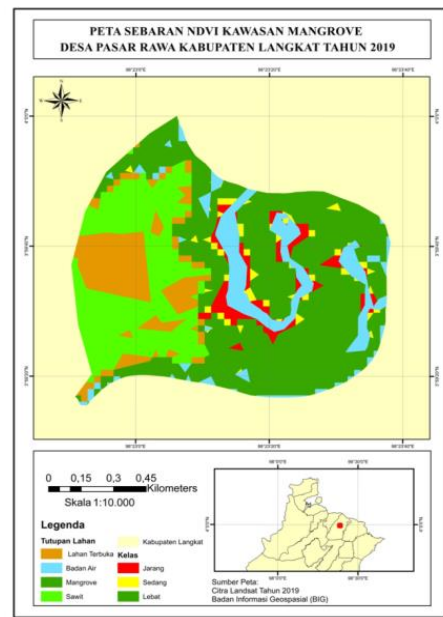 PETA SEBARAN NDVI KAWASAN MANGROVE
DESA PASAR RAWA KABUPATEN LANGKAT TAHUN 2019
0 0,15 0,3 0,45
Kilometers
Skala 1:10.000
Legenda
Tutupan Lahan
Lahan Terbuka
Badan Air
Mangrove
Sawit
Kabupaten Langkat
Kelas
Jarang
Sedang
Lebat
Sumber Peta:
Citra Landsat Tahun 2019
Badan Informasi Geospasial (BIG)